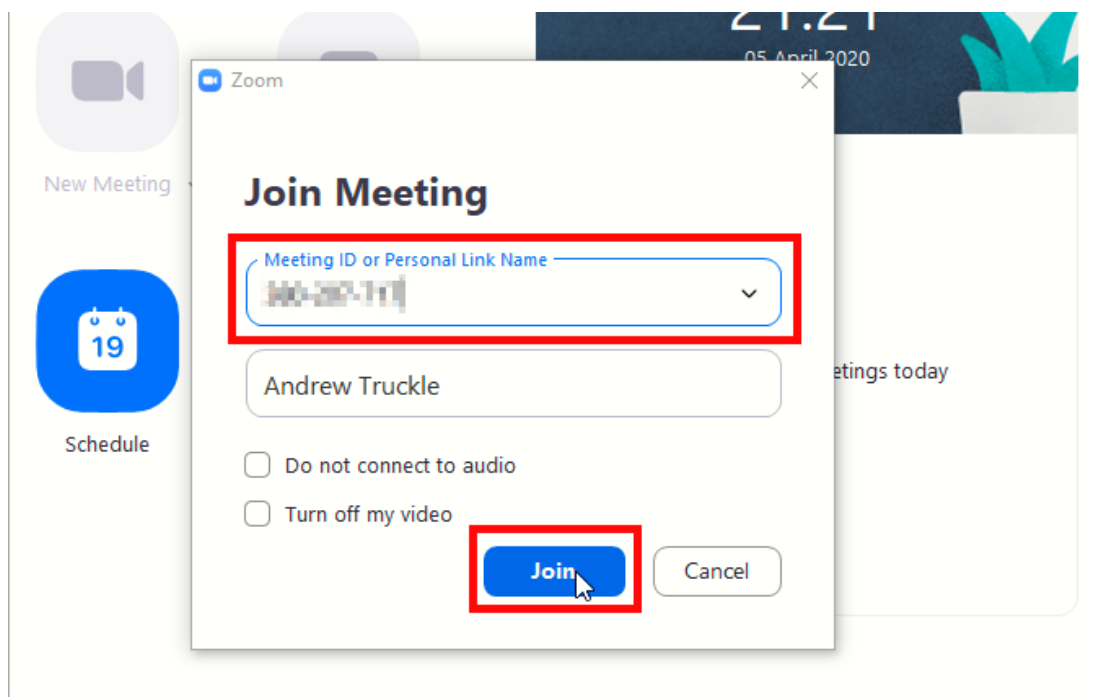 21:21
05 April 2020
Zoom
New Meeting
Join Meeting
Meeting ID or Personal Link Name
19
Andrew Truckle
etings today
Schedule
Do not connect to audio
Turn off my video
Join
Cancel